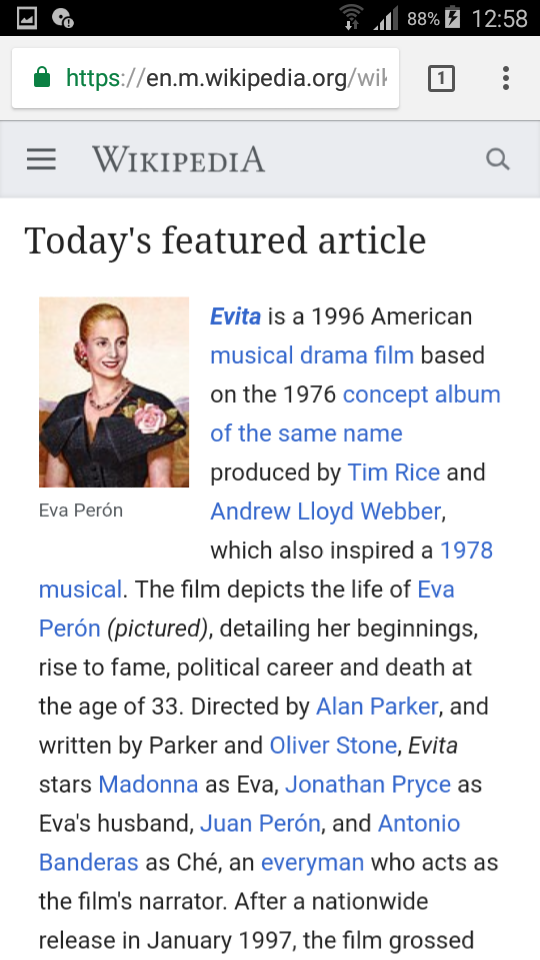 88% 12:58
https://en.m.wikipedia.org/wik
1
WIKIPEDIA
Today's featured article
Evita is a 1996 American
musical drama film based
on the 1976 concept album
of the same name
produced by Tim Rice and
Andrew Lloyd Webber,
which also inspired a 1978
Eva Perón
musical. The film depicts the life of Eva
Perón (pictured), detailing her beginnings,
rise to fame, political career and death at
the age of 33. Directed by Alan Parker, and
written by Parker and Oliver Stone, Evita
stars Madonna as Eva, Jonathan Pryce as
Eva's husband, Juan Perón, and Antonio
Banderas as Ché, an everyman who acts as
the film's narrator. After a nationwide
release in January 1997, the film grossed